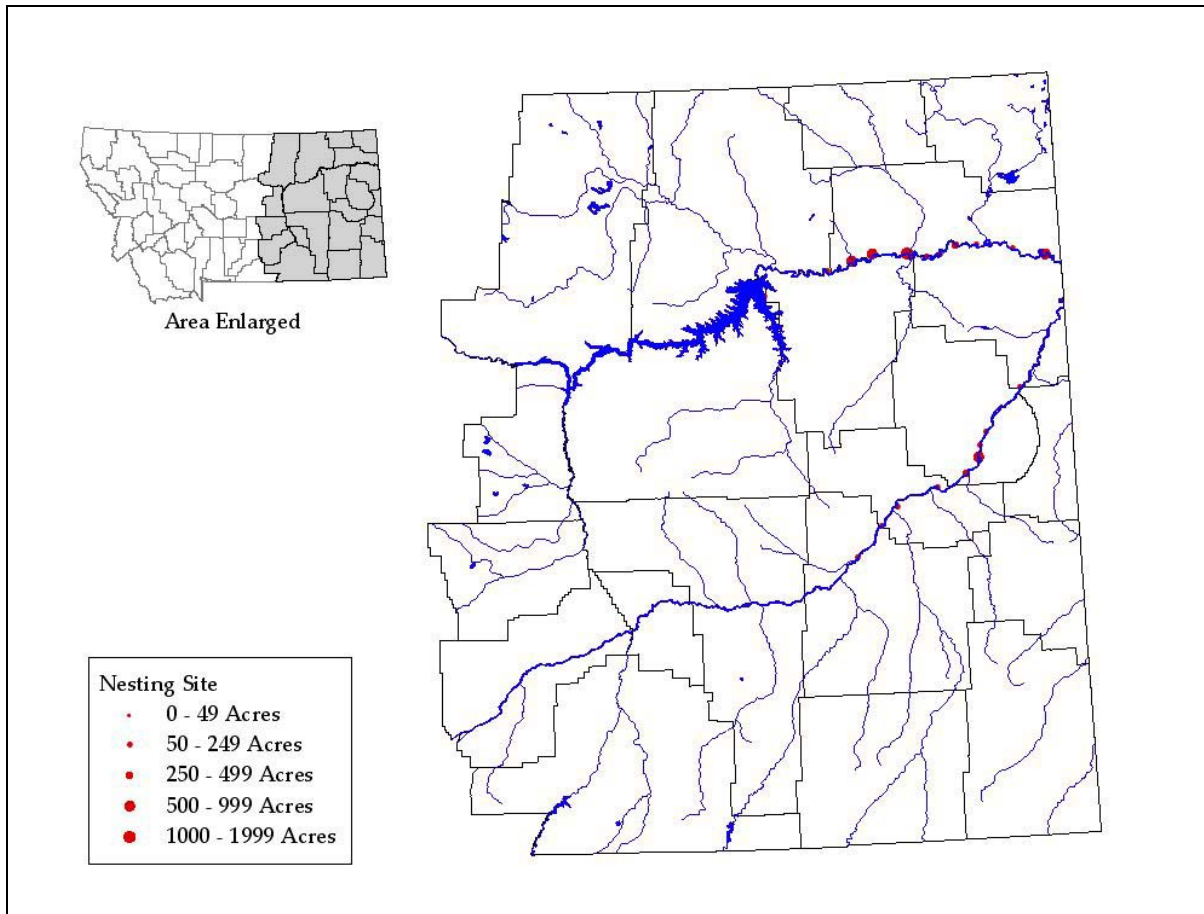 Area Enlarged
Nesting Site
0 - 49 Acres
50 - 249 Acres
250 - 499 Acres
500 - 999 Acres
1000 - 1999 Acres